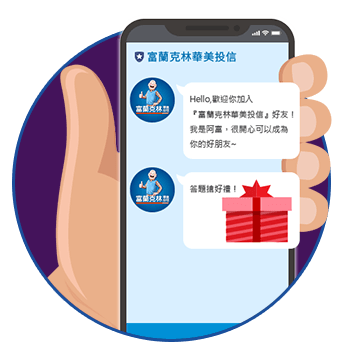 富蘭克林華美投信
Hello,歡迎你加入
『富蘭克林華美投信』好友！
我是阿富，很開心可以成為
你的好朋友~
富蘭克林
答題搶好禮！
富蘭克林